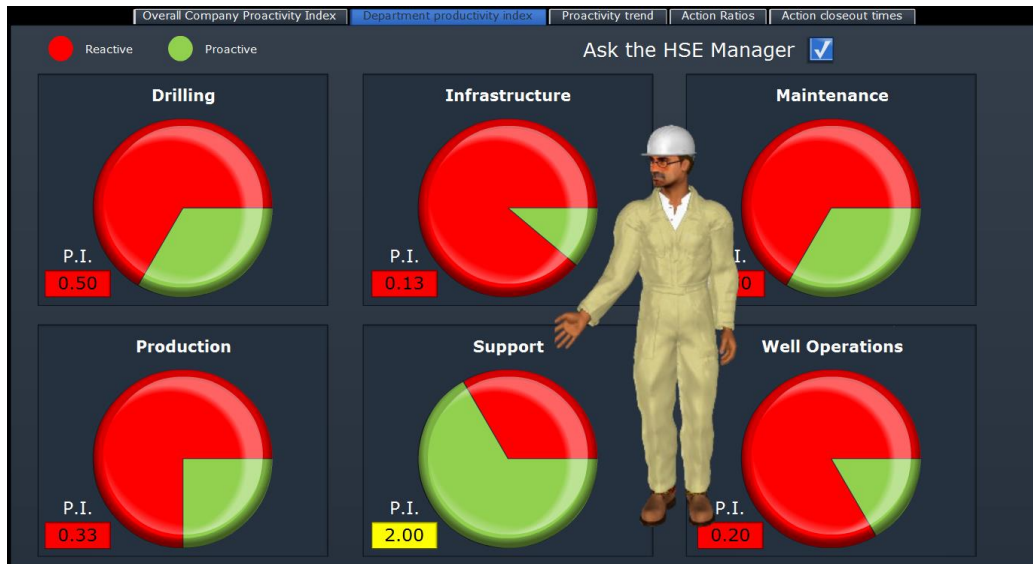 Overall Company Proactivity Index
Department productivity index
Proactivity trend
Action Ratios
Action closeout times
Reactive
Proactive
Ask the HSE Manager
Drilling
P.I.
0.50
Infrastructure
P.I.
0.13
Maintenance
Production
P.I.
0.33
Support
P.I.
2.00
Well Operations
P.I.
0.20